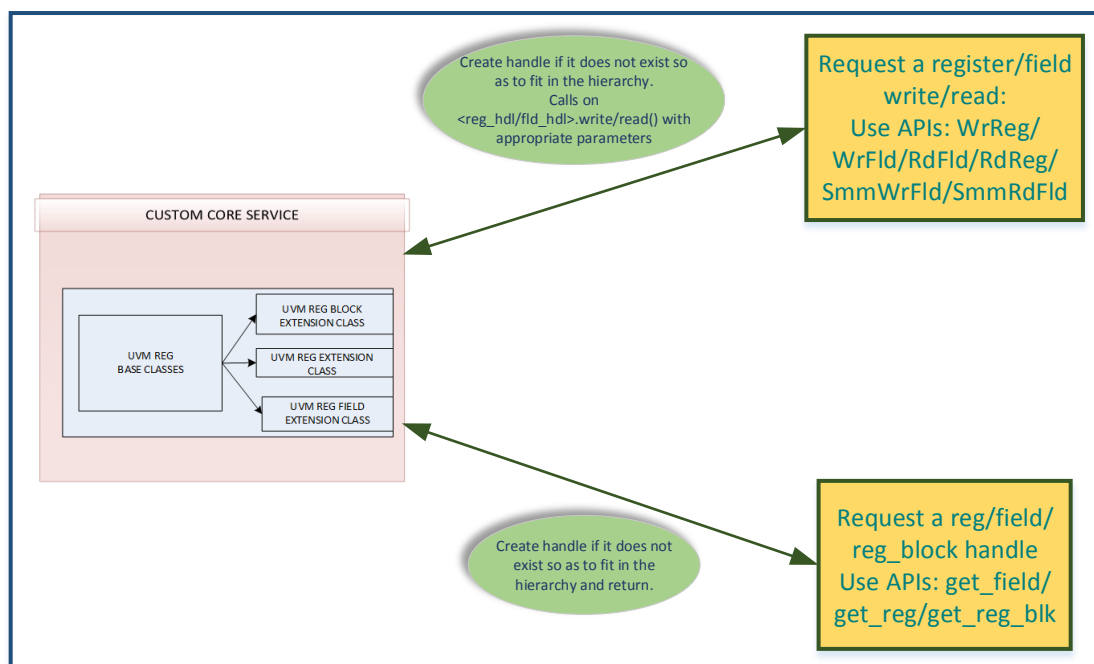 Create handle if it does not exist so
as to fit in the hierarchy.
Calls on
<reg_hdl/fld_hdl>.write/read() with
appropriate parameters
Request a register/field
write/read:
Use APIs: WrReg/
WrFld/RdFld/RdReg/
SmmWrFld/SmmRdFld
CUSTOM CORE SERVICE
UVM REG
BASE CLASSES
UVM REG BLOCK
EXTENSION CLASS
UVM REG EXTENSION
CLASS
UVM REG FIELD
EXTENSION CLASS
Create handle if it does not
exist so as to fit in the
hierarchy and return.
Request a reg/field/
reg_block handle
Use APIs: get_field/
get_reg/get_reg_blk